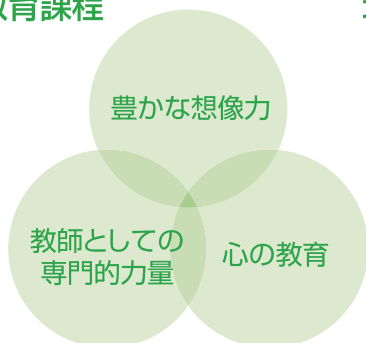 教育課程
豊かな想像力
教師としての
専門的力量
心の教育